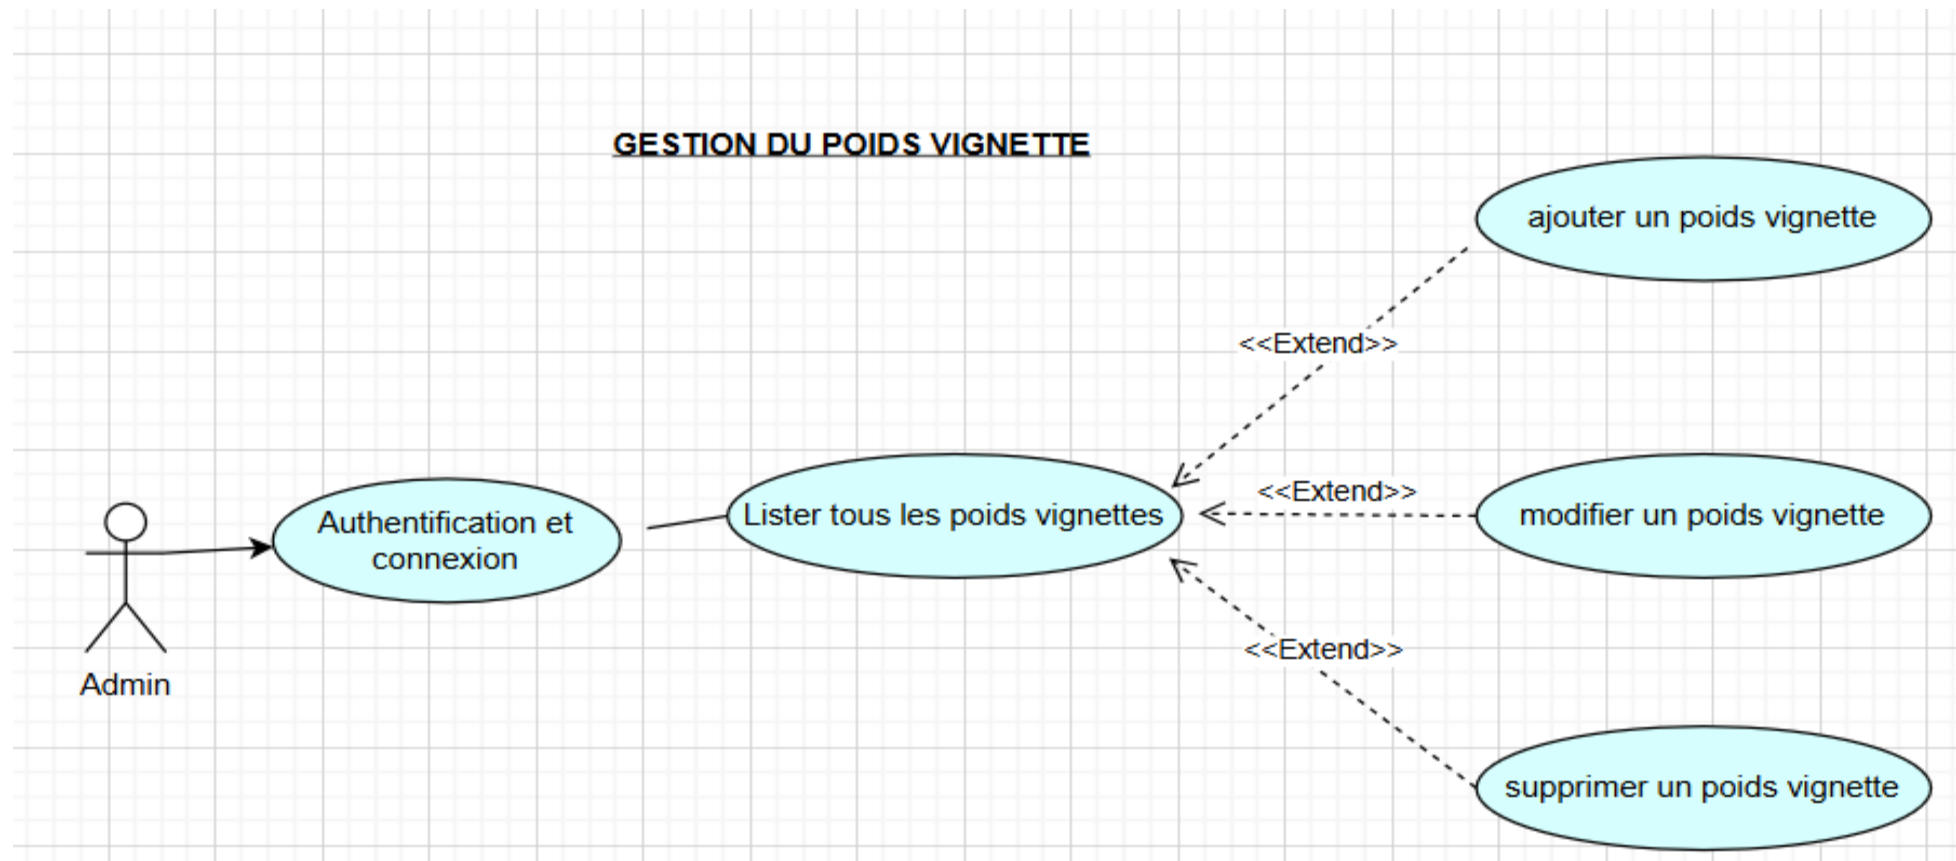 GESTION DU POIDS VIGNETTE
ajouter un poids vignette
<<Extend>>
<<Extend>>
Authentification et
connexion
Lister tous les poids vignettes
modifier un poids vignette
<<Extend>>
Admin
supprimer un poids vignette